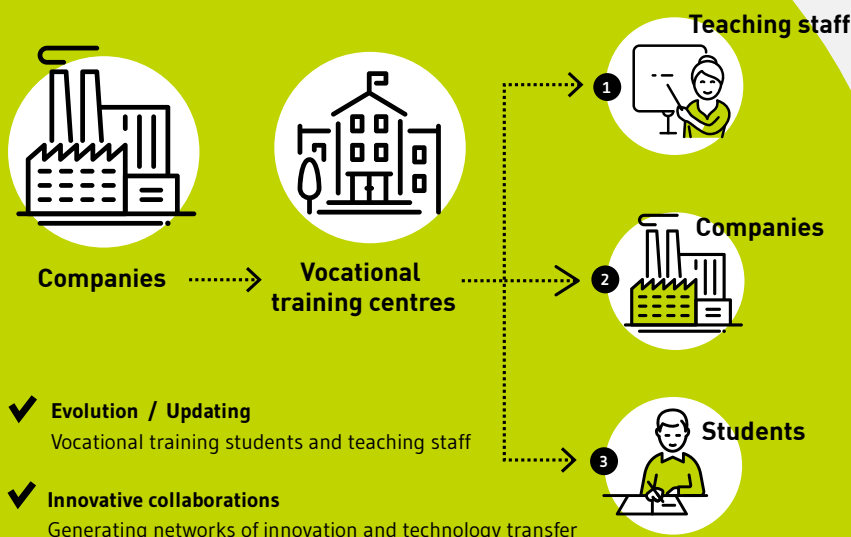 Teaching staff
1
Companies
Vocational
training centres
2
Companies
3
Students
Evolution / Updating
Vocational training students and teaching staff
Innovative collaborations
Generating networks of innovation and technology transfer